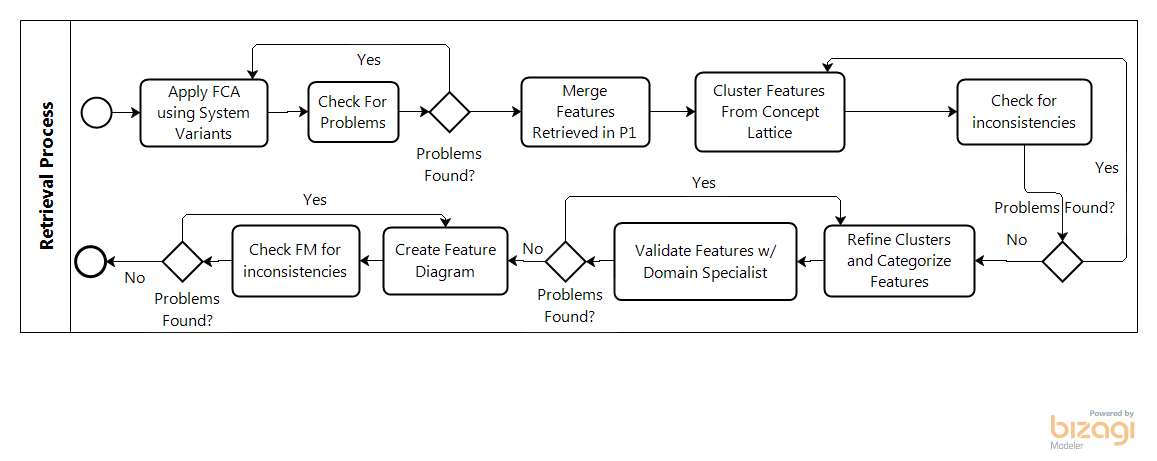 Retrieval Process
Yes
Apply FCA
using System
Variants
Check For
Problems
Problems
Found?
Merge
Features
Retrieved in P1
Cluster Features
From Concept
Lattice
Check for
inconsistencies
Yes
Problems Found?
No
Refine Clusters
and Categorize
Features
Yes
Validate Features w/
Domain Specialist
Problems
Found?
No
Create Feature
Diagram
Yes
Check FM for
inconsistencies
Problems
Found?
No
Powered by
bizagi
Modeler